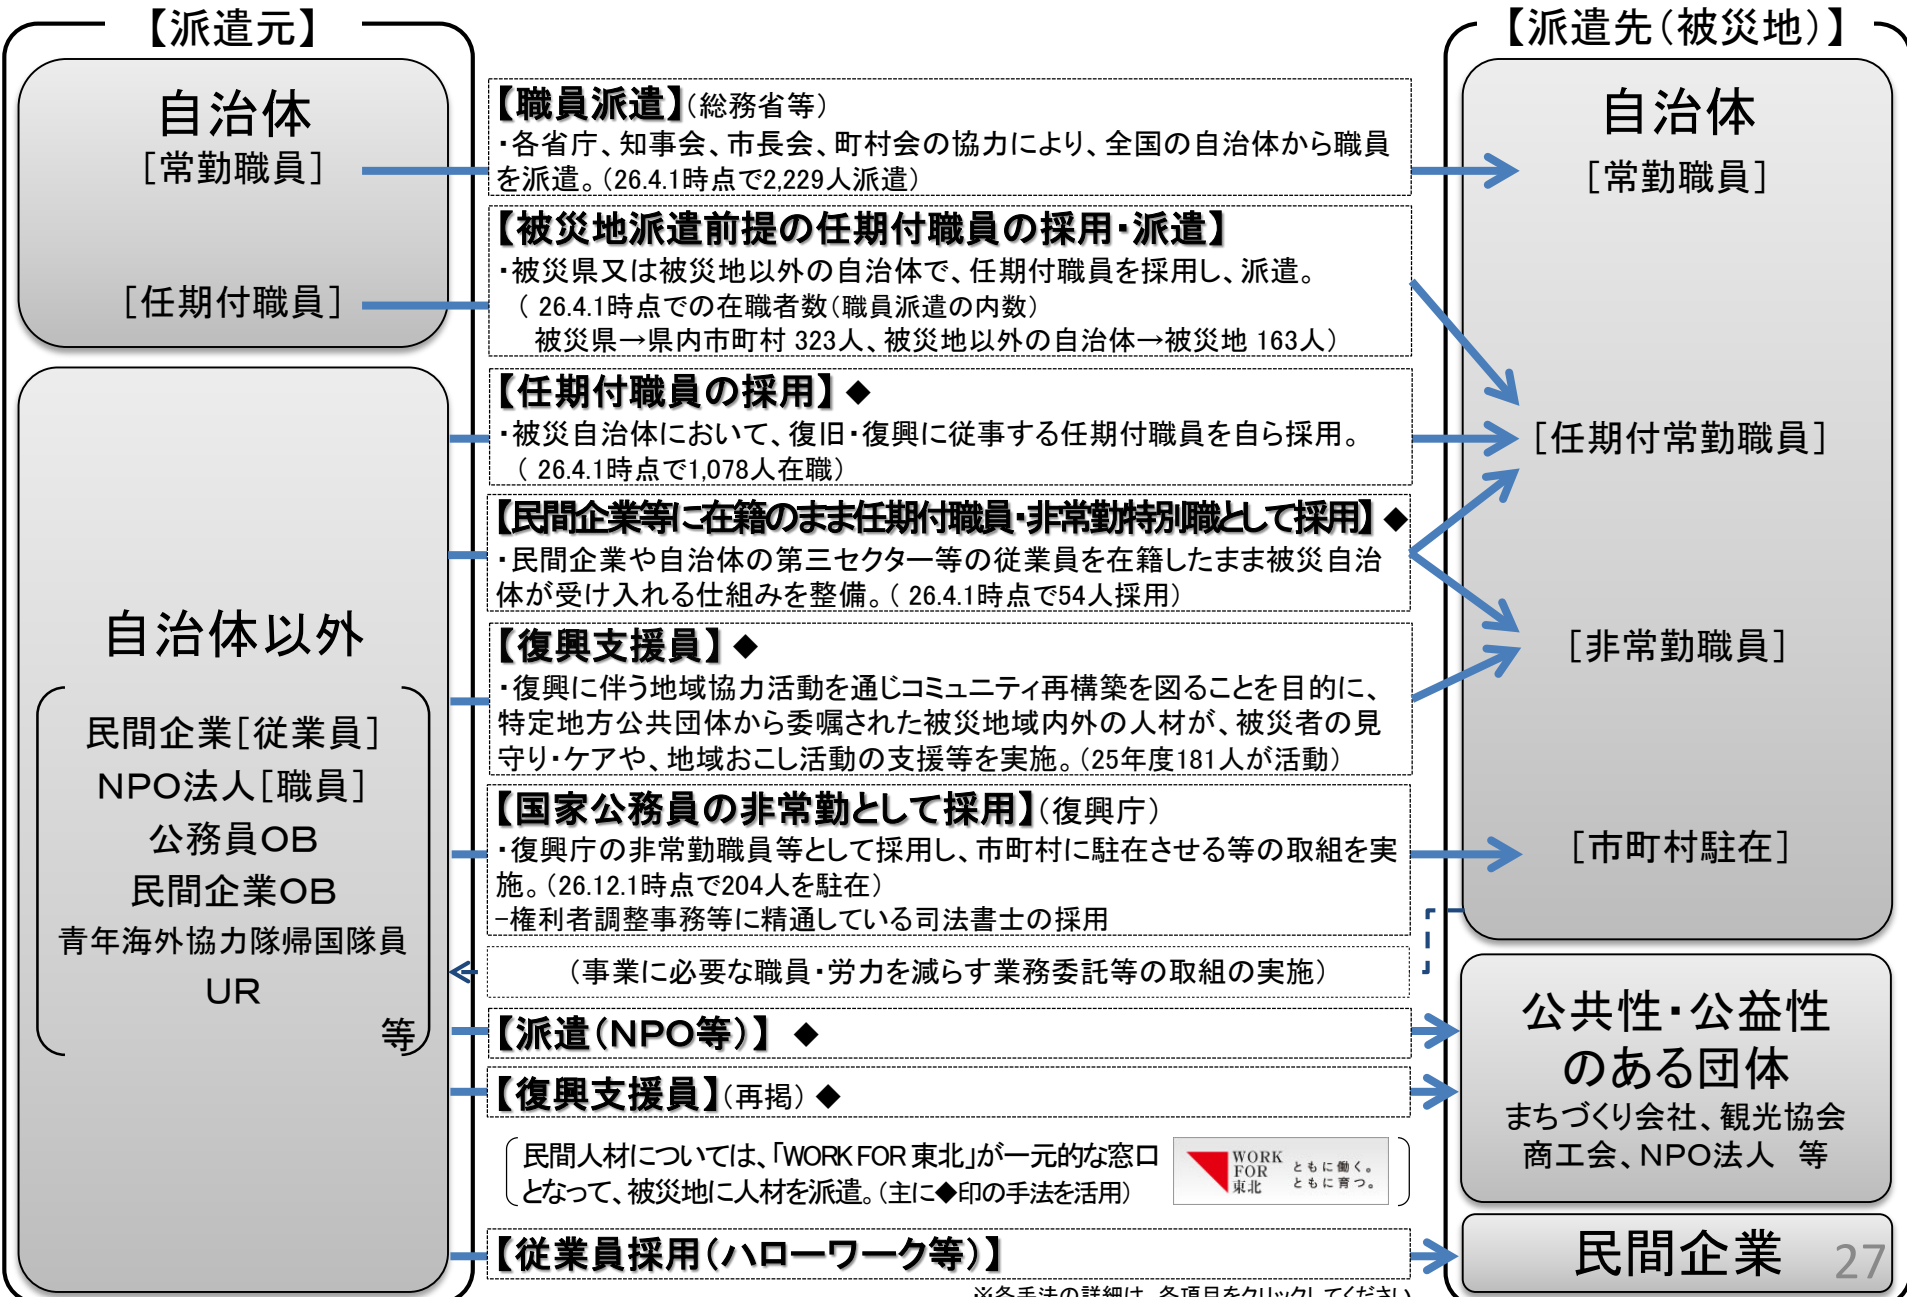 【派遣元】
自治体
[常勤職員]
[任期付職員]
自治体以外
民間企業[従業員]
NPO法人[職員]
公務員OB
民間企業OB
青年海外協力隊帰国隊員
UR
等
【職員派遣】(総務省等)
・各省庁、知事会、市長会、町村会の協力により、全国の自治体から職員
を派遣。(26.4.1時点で2,229人派遣)
【被災地派遣前提の任期付職員の採用・派遣】
・被災県又は被災地以外の自治体で、任期付職員を採用し、派遣。
( 26.4.1時点での在職者数(職員派遣の内数)
被災県→県内市町村 323人、被災地以外の自治体→被災地 163人)
【任期付職員の採用】◆
・被災自治体において、復旧・復興に従事する任期付職員を自ら採用。
( 26.4.1時点で1,078人在職)
【民間企業等に在籍のまま任期付職員・非常勤特別職として採用】◆
・民間企業や自治体の第三セクター等の従業員を在籍したまま被災自治
体が受け入れる仕組みを整備。( 26.4.1時点で54人採用)
【復興支援員】◆
・復興に伴う地域協力活動を通じコミュニティ再構築を図ることを目的に、
特定地方公共団体から委嘱された被災地域内外の人材が、被災者の見
守り・ケアや、地域おこし活動の支援等を実施。(25年度181人が活動)
【国家公務員の非常勤として採用】(復興庁)
・復興庁の非常勤職員等として採用し、市町村に駐在させる等の取組を実
施。(26.12.1時点で204人を駐在)
-権利者調整事務等に精通している司法書士の採用
(事業に必要な職員・労力を減らす業務委託等の取組の実施)
【派遣(NPO等)】 ◆
【復興支援員】(再掲)◆
民間人材については、「WORK FOR 東北」が一元的な窓口
となって、被災地に人材を派遣。(主に◆印の手法を活用)
WORK
FOR
東北
ともに働く。
ともに育つ。
【従業員採用(ハローワーク等)】
※各手法の詳細は、各項目をクリックしてください
【派遣先(被災地)】
自治体
[常勤職員]
[任期付常勤職員]
[非常勤職員]
[市町村駐在]
公共性・公益性
のある団体
まちづくり会社、観光協会
商工会、NPO法人 等
民間企業
27